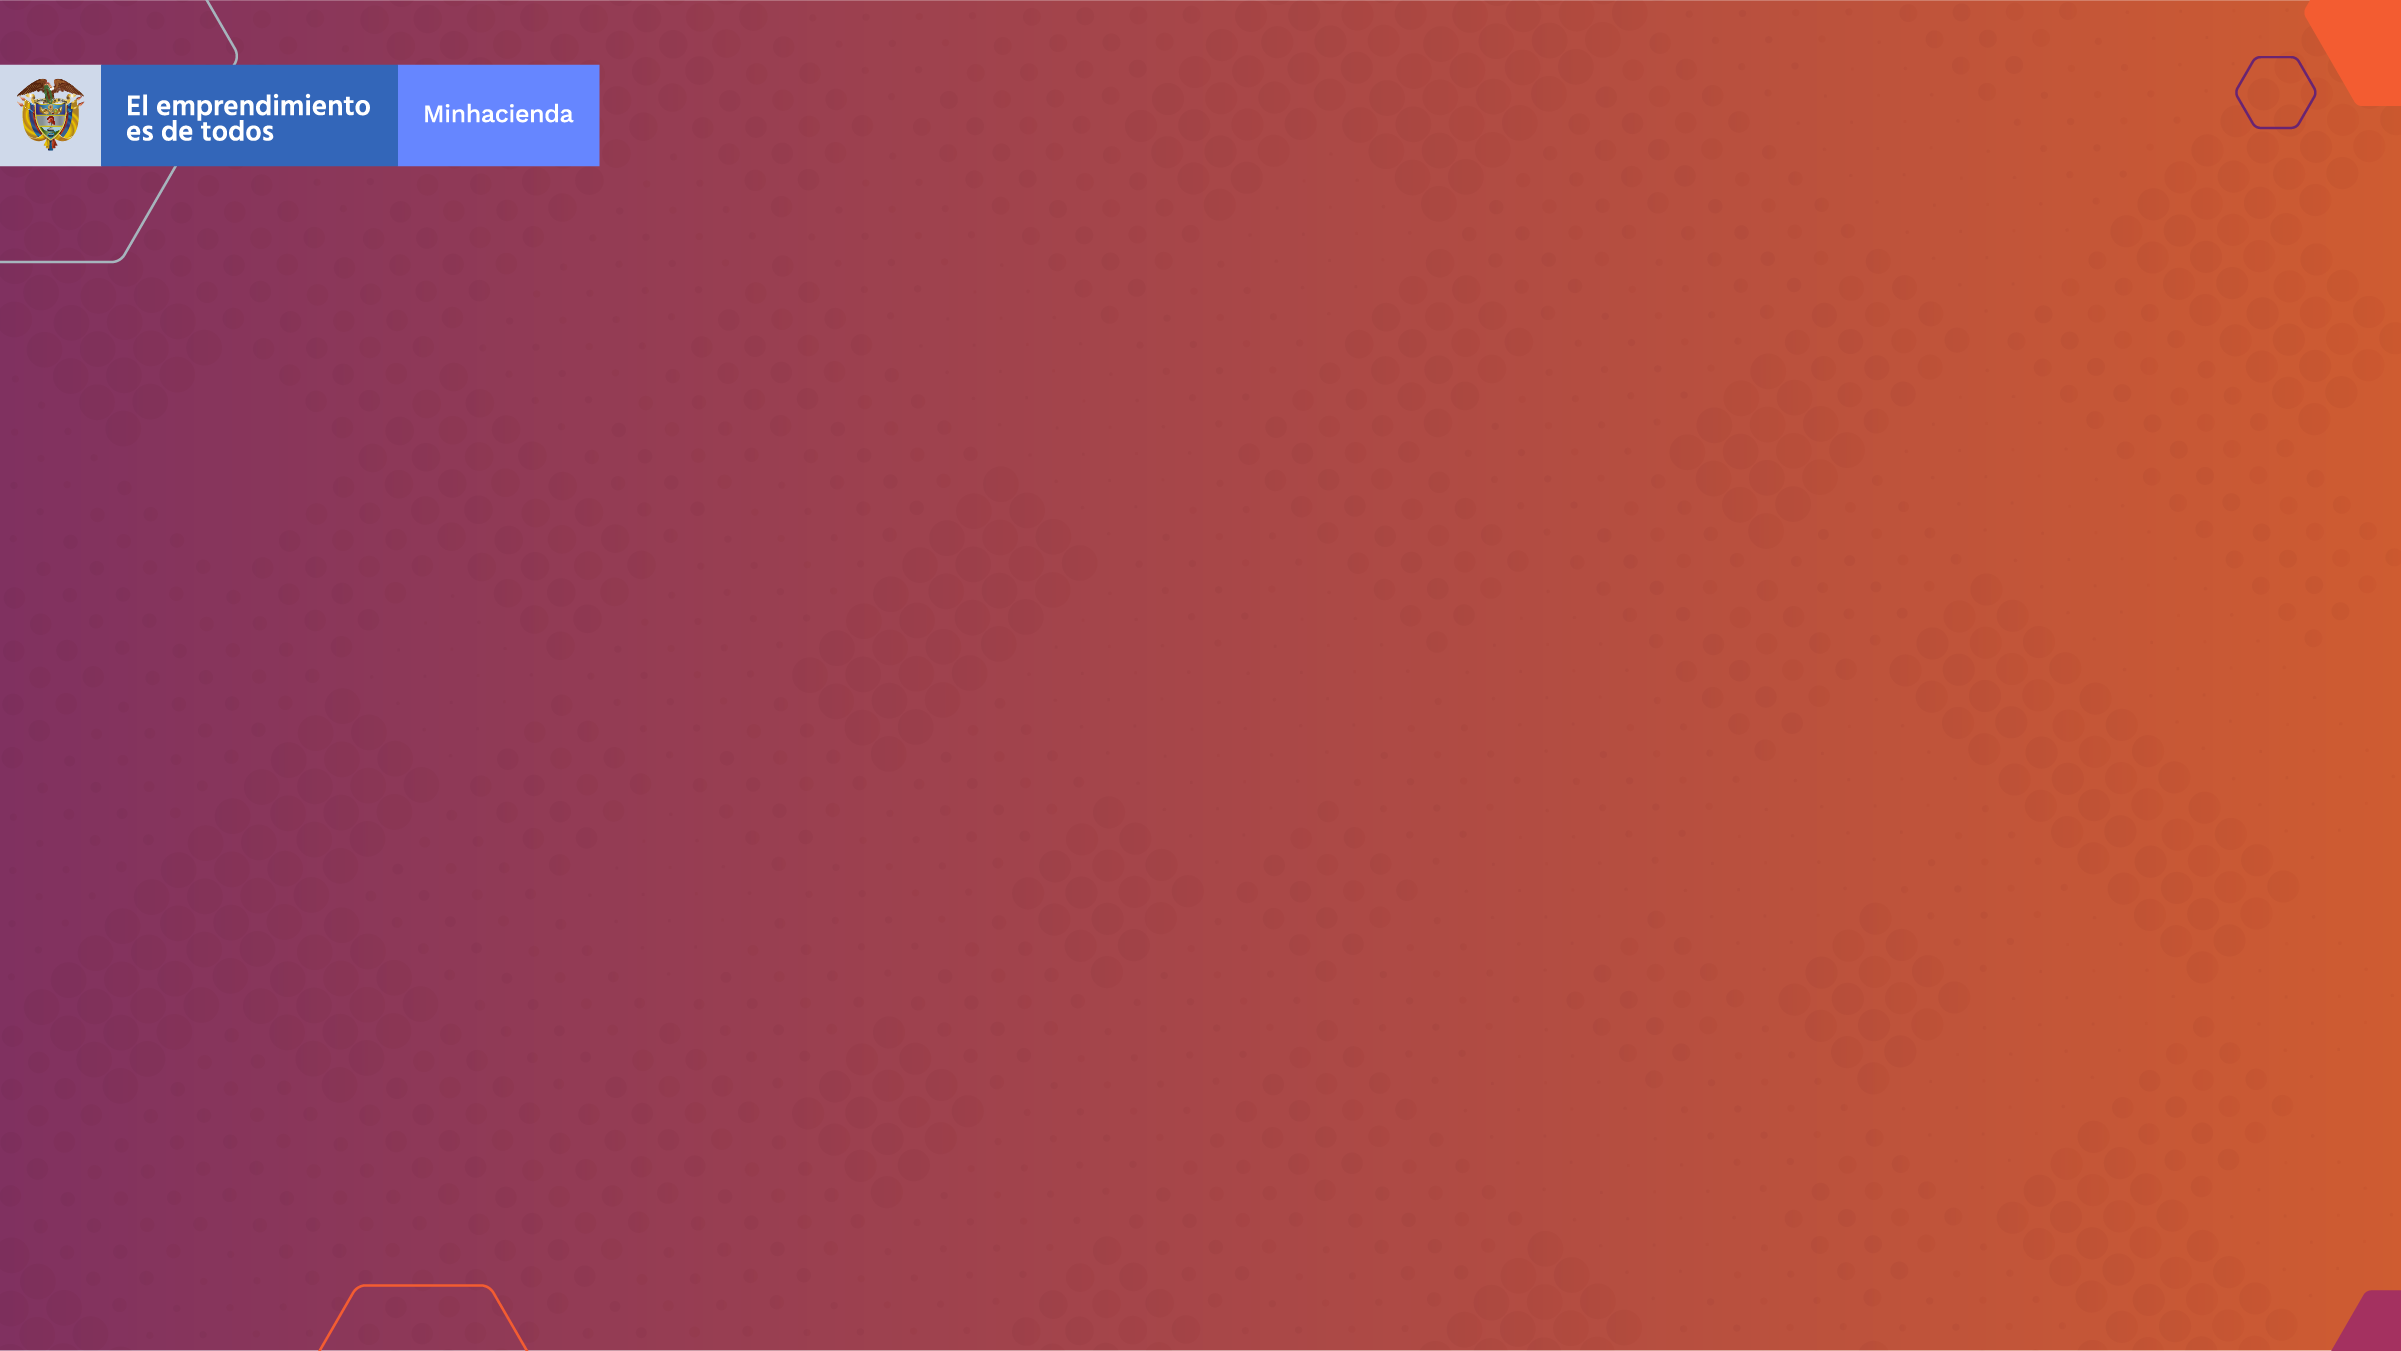 El emprendimiento
es de todos
Minhacienda